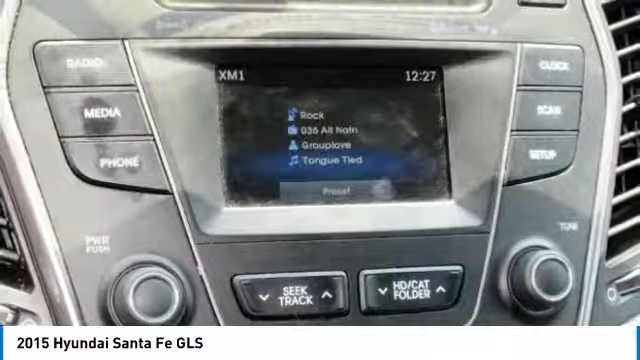 XM1 12:27
Rock
036 Alt Natn
Grouplove
Tongue Tied
Preset
RADIO
MEDIA
PHONE
CLOCK
SCAN
SETUP
PWR
PUSH
TUNE
SEEK
TRACK
HD/CAT
FOLDER
2015 Hyundai Santa Fe GLS